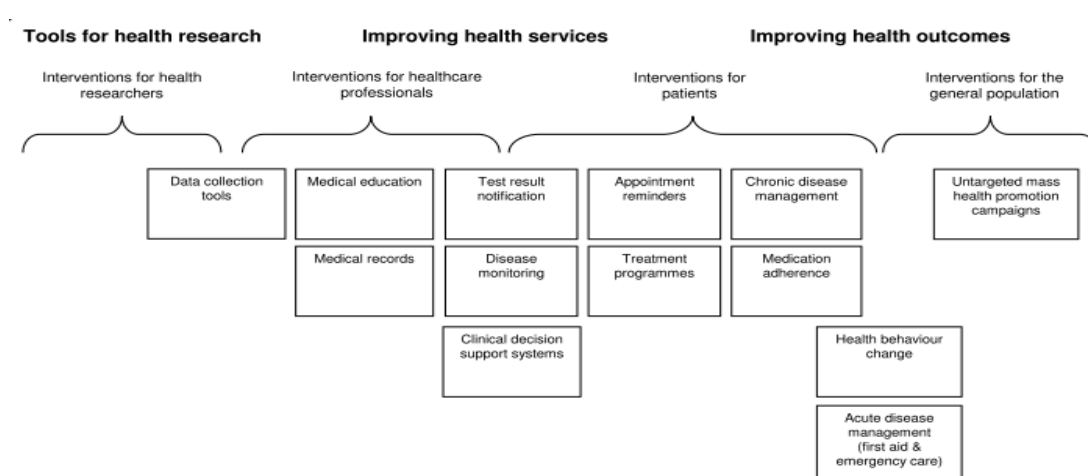 Tools for health research
Improving health services
Improving health outcomes
Interventions for health
researchers
Interventions for healthcare
professionals
Interventions for
patients
Interventions for the
general population
Data collection
tools
Medical education
Test result
notification
Appointment
reminders
Chronic disease
management
Untargeted mass
health promotion
campaigns
Medical records
Disease
monitoring
Treatment
programmes
Medication
adherence
Clinical decision
support systems
Health behaviour
change
Acute disease
management
(first aid &
emergency care)